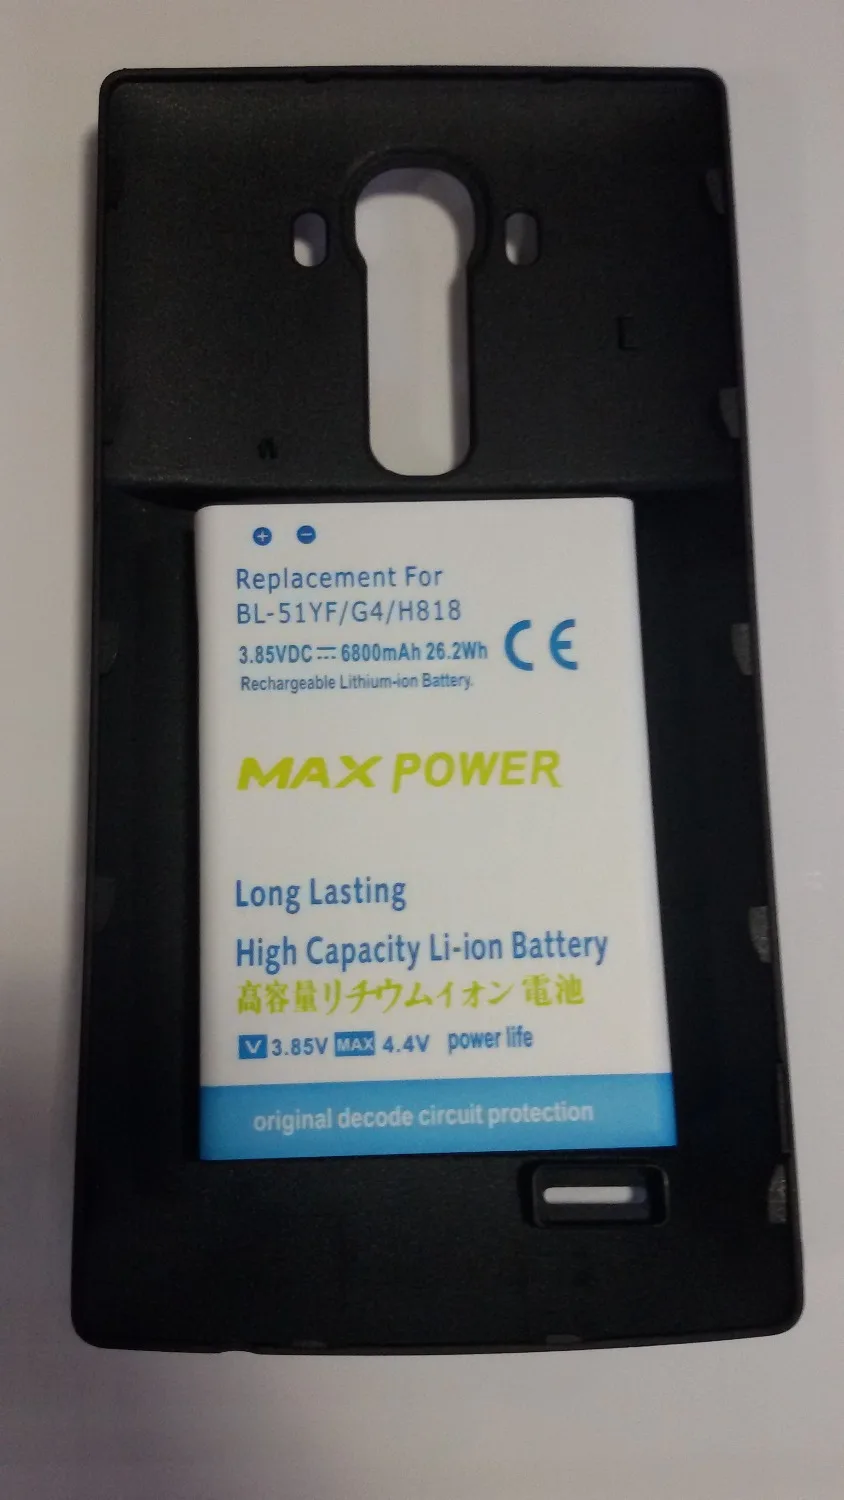 Replacement For
BL-51YF/G4/H818
3.85VDC⎓6800mAh 26.2Wh
CE
Rechargeable Lithium-ion Battery.
MAX POWER
Long Lasting
High Capacity Li-ion Battery
高容量リチウムイオン 電池
V 3.85V MAX 4.4V power life
original decode circuit protection